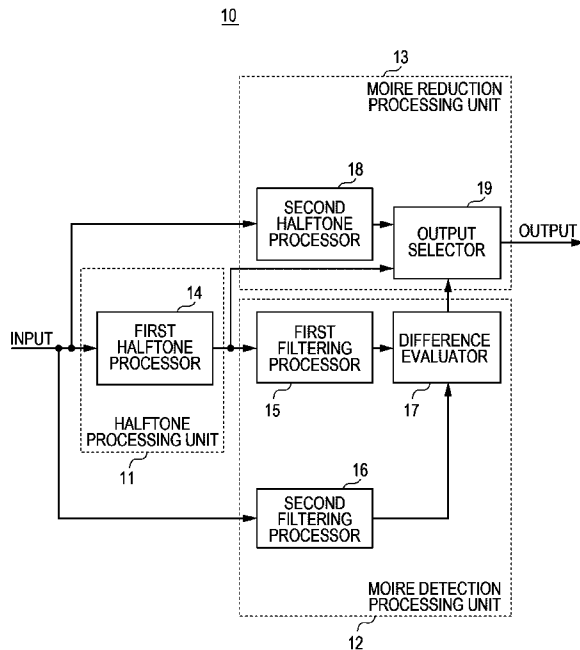 10
13
MOIRE REDUCTION
PROCESSING UNIT
18
SECOND
HALFTONE
PROCESSOR
19
OUTPUT
SELECTOR
OUTPUT
INPUT
14
FIRST
HALFTONE
PROCESSOR
HALFTONE
PROCESSING UNIT
11
FIRST
FILTERING
PROCESSOR
15
DIFFERENCE
EVALUATOR
17
16
SECOND
FILTERING
PROCESSOR
MOIRE DETECTION
PROCESSING UNIT
12